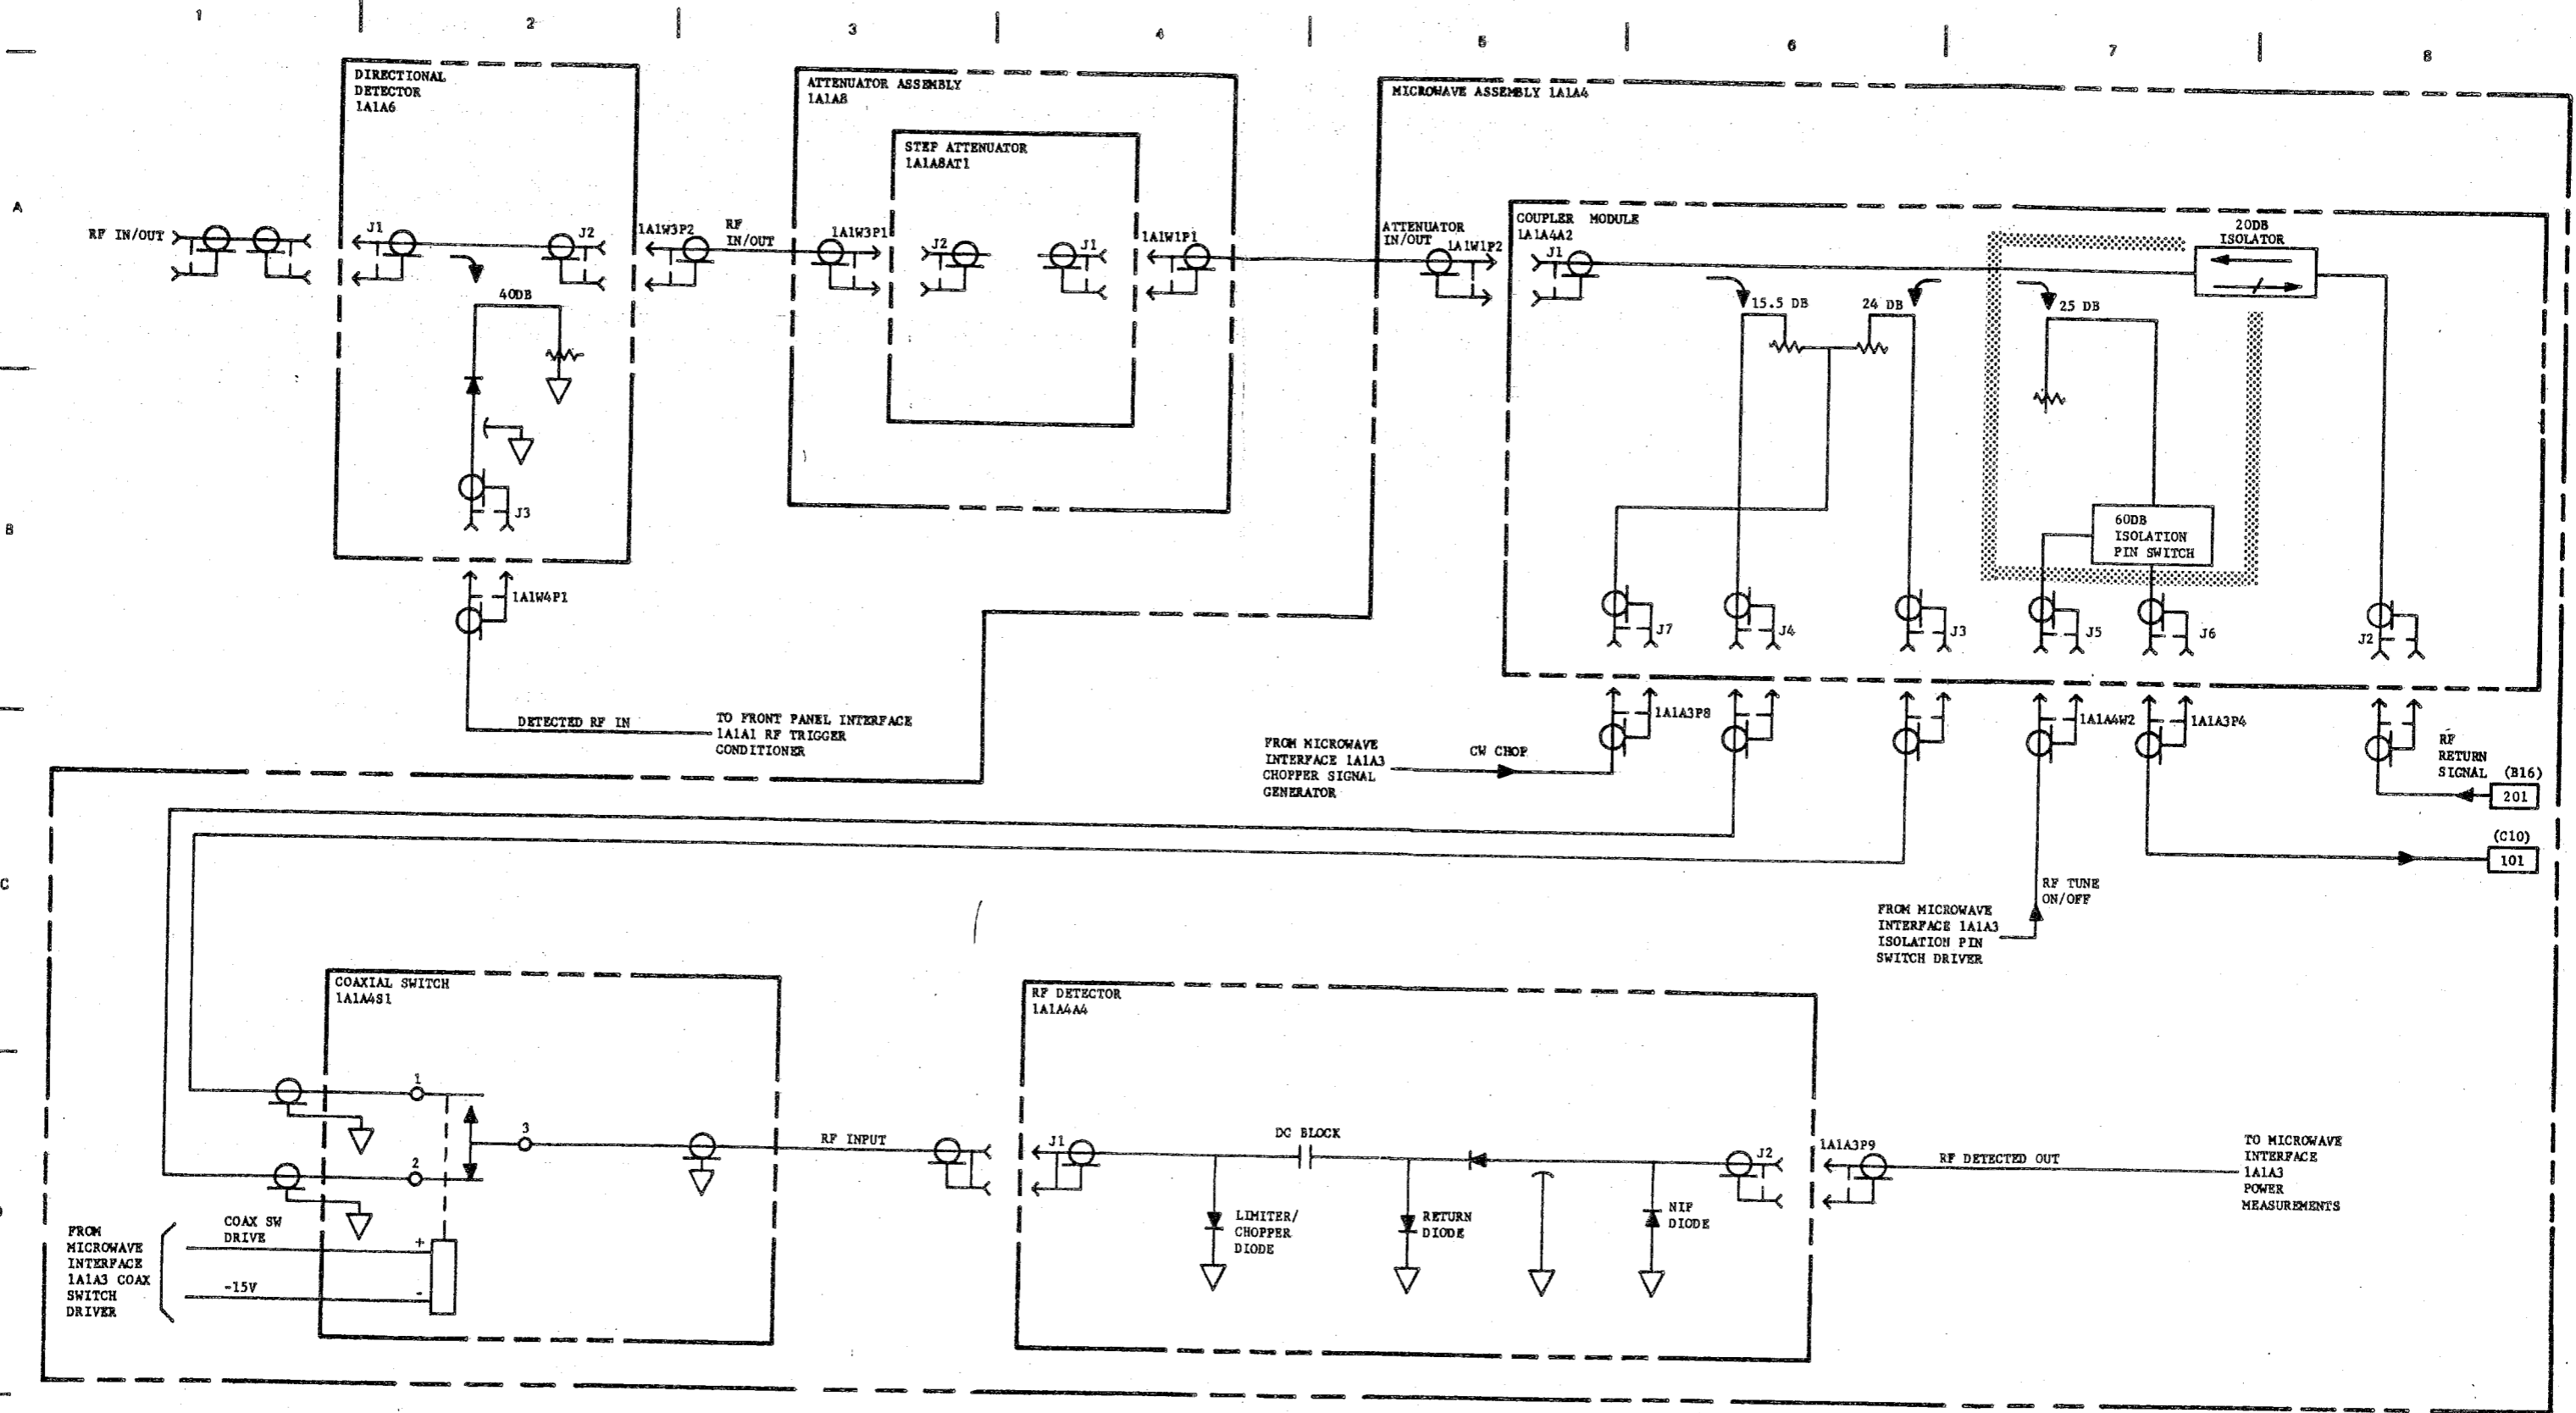 1
2
3
4
5
6
7
8
A
B
C
DIRECTIONAL
DETECTOR
1A1A6
J1
J2
40DB
J3
RF IN/OUT
1A1W4P1
DETECTED RF IN
TO FRONT PANEL INTERFACE
1A1A1 RF TRIGGER
CONDITIONER
1A1W3P2
RF
IN/OUT
ATTENUATOR ASSEMBLY
1A1A8
1A1W3P1
STEP ATTENUATOR
1A1A8AT1
J2
J1
1A1W1P1
MICROWAVE ASSEMBLY 1A1A4
ATTENUATOR
IN/OUT
1A1W1P2
COUPLER MODULE
1A1A4A2
J1
15.5 DB
24 DB
25 DB
20DB
ISOLATOR
60DB
ISOLATION
PIN SWITCH
J7
J4
J3
J5
J6
J2
1A1A3P8
1A1A4W2
1A1A3P4
FROM MICROWAVE
INTERFACE 1A1A3
CHOPPER SIGNAL
GENERATOR
CW CHOP
RF
RETURN
SIGNAL
(B16)
201
(C10)
101
RF TUNE
ON/OFF
FROM MICROWAVE
INTERFACE 1A1A3
ISOLATION PIN
SWITCH DRIVER
COAXIAL SWITCH
1A1A4S1
1
2
3
FROM
MICROWAVE
INTERFACE
1A1A3 COAX
SWITCH
DRIVER
COAX SW
DRIVE
-15V
+
-
RF INPUT
RF DETECTOR
1A1A4A4
J1
DC BLOCK
LIMITER/
CHOPPER
DIODE
RETURN
DIODE
NIP
DIODE
J2
1A1A3P9
RF DETECTED OUT
TO MICROWAVE
INTERFACE
1A1A3
POWER
MEASUREMENTS